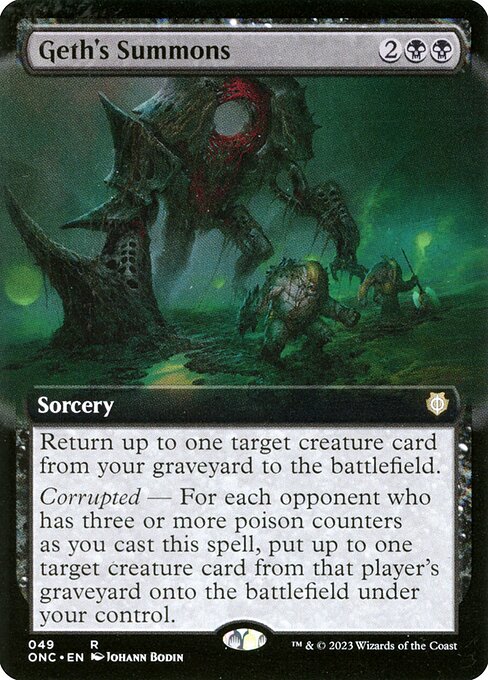 Geth's Summons 2
Sorcery
Return up to one target creature card
from your graveyard to the battlefield.
Corrupted — For each opponent who
has three or more poison counters
as you cast this spell, put up to one
target creature card from that player's
graveyard onto the battlefield under
your control.
049 R
ONC • EN Johann Bodin
™ & © 2023 Wizards of the Coast